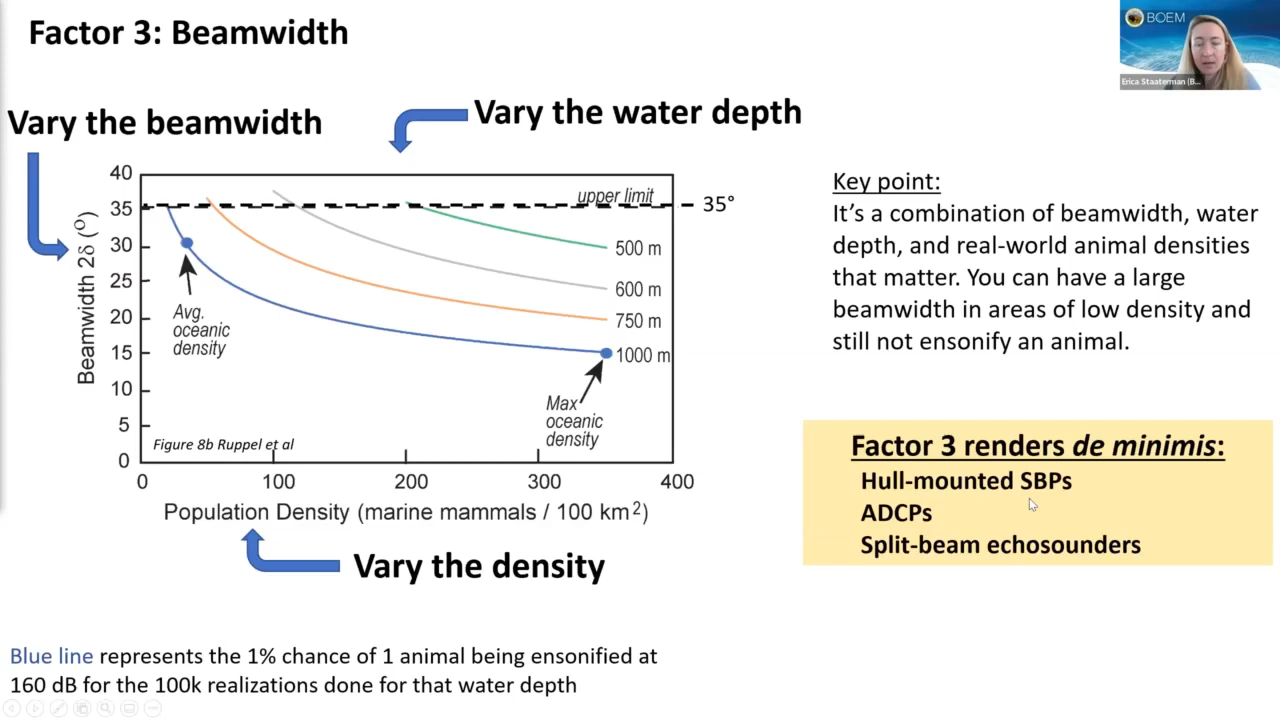 Factor 3: Beamwidth
BOEM
Erica Staaterman (B...
Vary the beamwidth
Vary the water depth
40
35
30
25
20
15
10
5
0
Beamwidth 2δ (º)
upper limit
35°
500 m
600 m
750 m
1000 m
Avg.
oceanic
density
Max
oceanic
density
Figure 8b Ruppel et al
0
100
200
300
400
Population Density (marine mammals / 100 km²)
Vary the density
Key point:
It's a combination of beamwidth, water
depth, and real-world animal densities
that matter. You can have a large
beamwidth in areas of low density and
still not ensonify an animal.
Factor 3 renders de minimis:
Hull-mounted SBPs
ADCPs
Split-beam echosounders
Blue line represents the 1% chance of 1 animal being ensonified at
160 dB for the 100k realizations done for that water depth